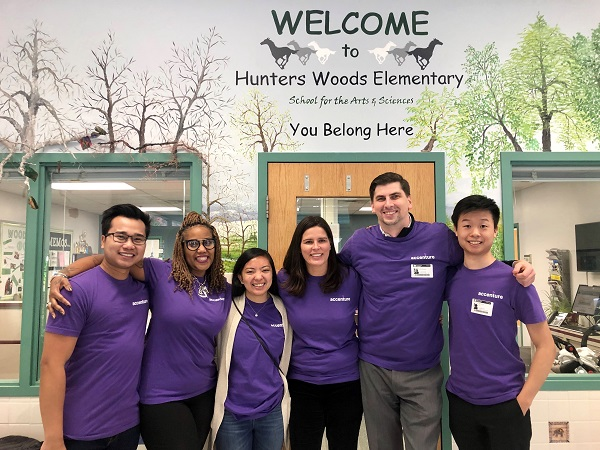 WELCOME
to
Hunters Woods Elementary
School for the Arts & Sciences
You Belong Here
accenture
accenture
accenture
accenture
accenture
accenture